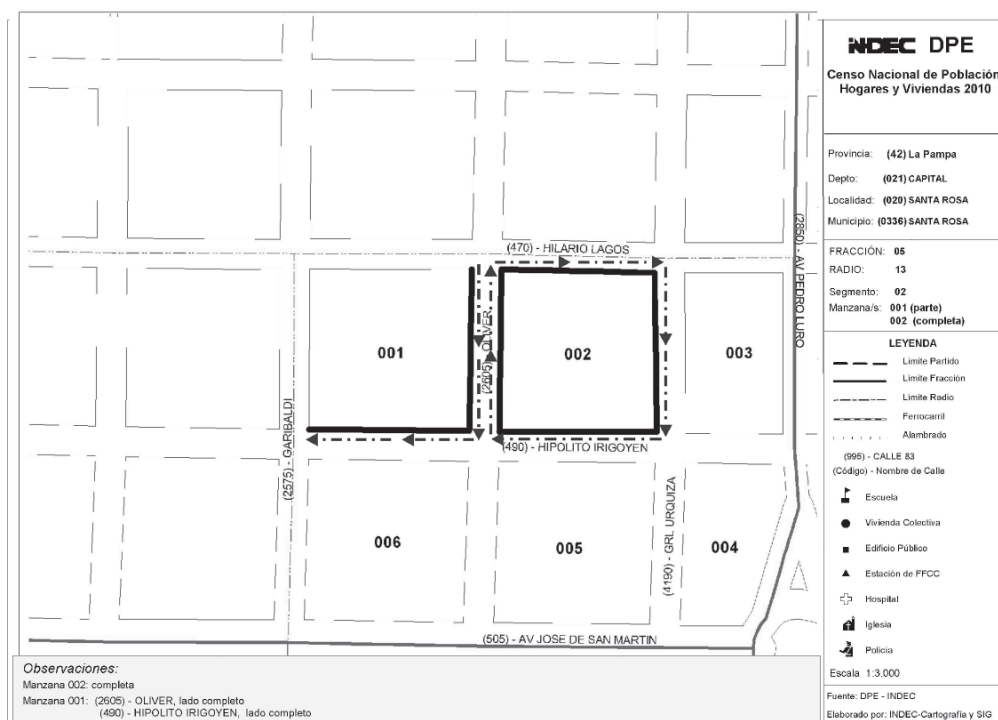 INDEC DPE
Censo Nacional de Población
Hogares y Viviendas 2010
Provincia: (42) La Pampa
Depto: (021) CAPITAL
Localidad: (020) SANTA ROSA
Municipio: (0336) SANTA ROSA
FRACCIÓN: 05
RADIO: 13
Segmento: 02
Manzana/s: 001 (parte)
002 (completa)
LEYENDA
Limite Partido
Limite Fracción
Limite Radio
Ferrocarril
Alambrado
(995) - CALLE 83
(Código) - Nombre de Calle
Escuela
Vivienda Colectiva
Edificio Público
Estación de FFCC
Hospital
Iglesia
Policia
Escala 1:3.000
Fuente: DPE - INDEC
Elaborado por: INDEC-Cartografía y SIG
(470) - HILARIO LAGOS
(2850) - AV PEDRO LURO
(2605) - OLIVER
001
002
003
(490) - HIPOLITO IRIGOYEN
(2575) - GARIBALDI
(4190) - GRL URQUIZA
006
005
004
(505) - AV JOSE DE SAN MARTIN
Observaciones:
Manzana 002: completa
Manzana 001: (2605) - OLIVER, lado completo
(490) - HIPOLITO IRIGOYEN, lado completo